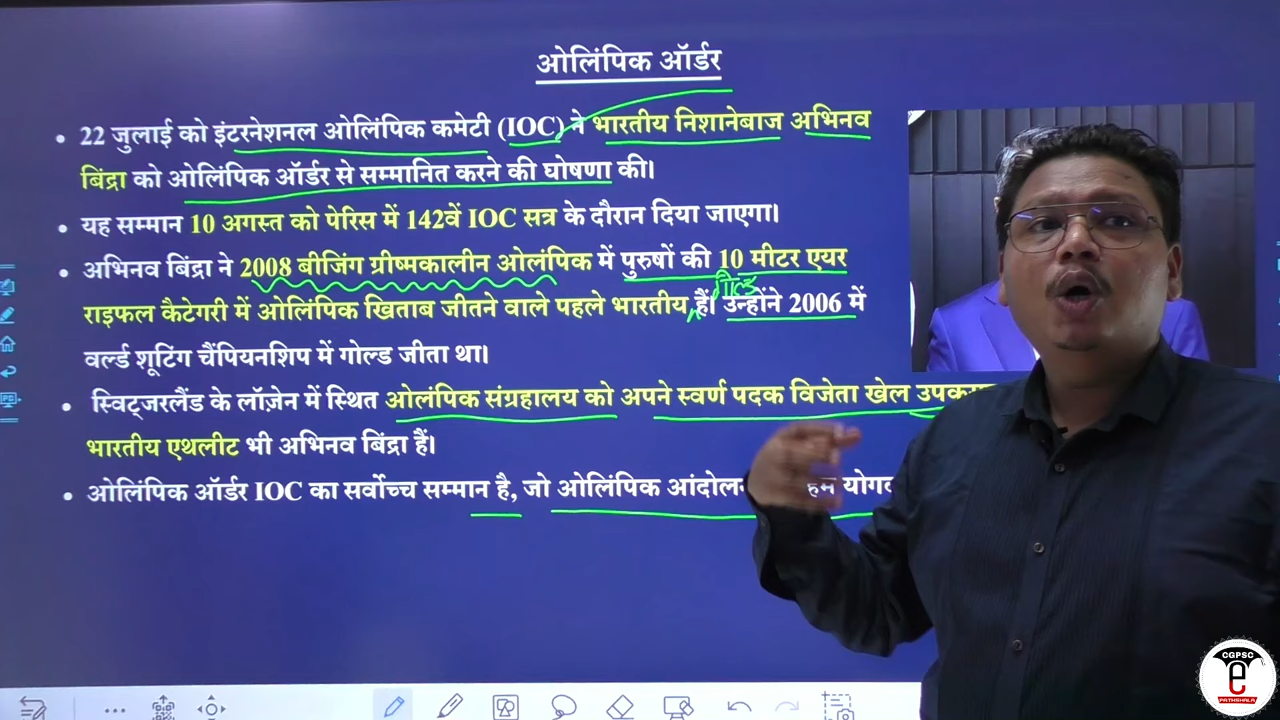 ओलिंपिक ऑर्डर
22 जुलाई को इंटरनेशनल ओलिंपिक कमेटी (IOC) ने भारतीय निशानेबाज अभिनव
बिंद्रा को ओलिंपिक ऑर्डर से सम्मानित करने की घोषणा की।
यह सम्मान 10 अगस्त को पेरिस में 142वें IOC सत्र के दौरान दिया जाएगा।
अभिनव बिंद्रा ने 2008 बीजिंग ग्रीष्मकालीन ओलंपिक में पुरुषों की 10 मीटर एयर
राइफल कैटेगरी में ओलिंपिक खिताब जीतने वाले पहले भारतीय हैं। उन्होंने 2006 में
वर्ल्ड शूटिंग चैंपियनशिप में गोल्ड जीता था।
स्विट्जरलैंड के लॉज़ेन में स्थित ओलंपिक संग्रहालय को अपने स्वर्ण पदक विजेता खेल
भारतीय एथलीट भी अभिनव बिंद्रा हैं।
ओलिंपिक ऑर्डर IOC का सर्वोच्च सम्मान है, जो ओलिंपिक
CGPSC
e
PATHSHALA